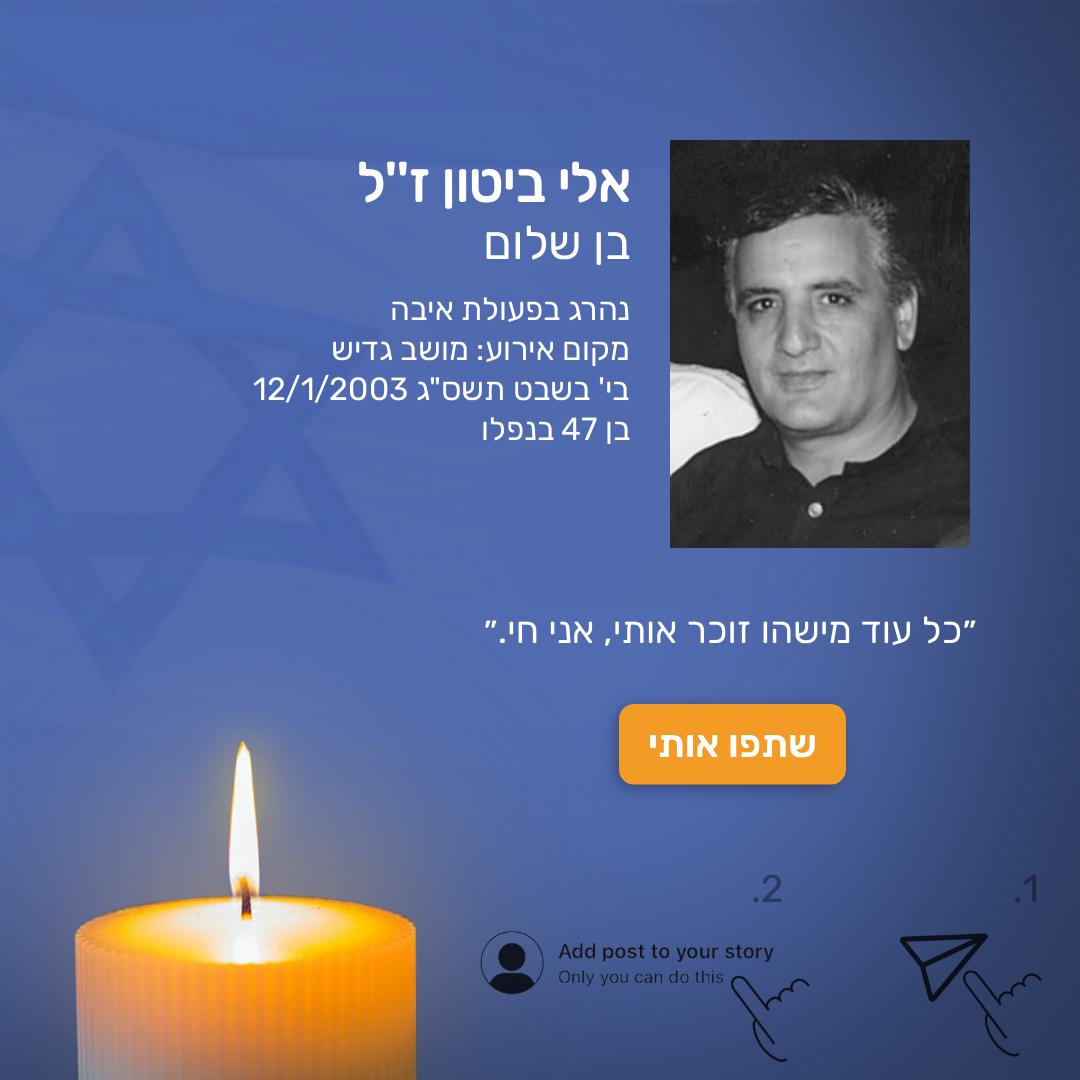 אלי ביטון ז"ל
בן שלום
נהרג בפעולת איבה
מקום אירוע: מושב גדיש
בי' בשבט תשס"ג 12/1/2003
בן 47 בנפלו
"כל עוד מישהו זוכר אותי, אני חי."
שתפו אותי
.1
.2
Add post to your story
Only you can do this